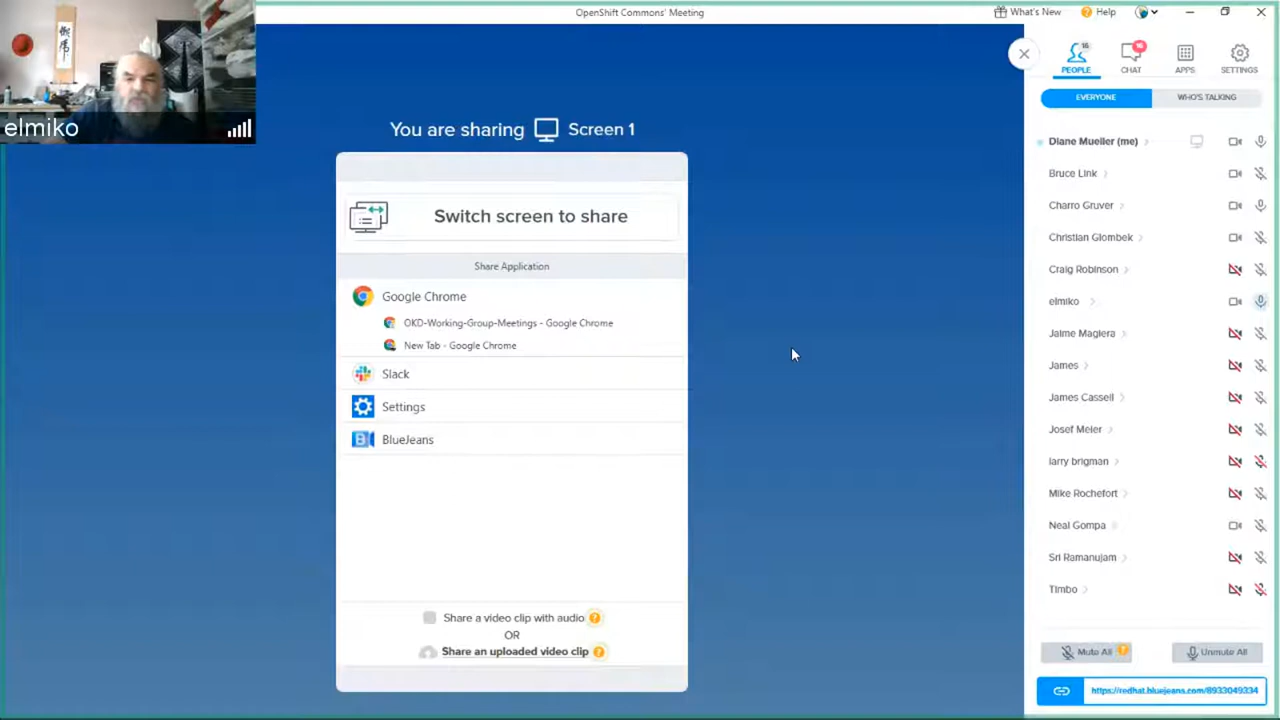 OpenShift Commons' Meeting
What's New
Help
elmiko
You are sharing Screen 1
Switch screen to share
Share Application
Google Chrome
OKD-Working-Group-Meetings - Google Chrome
New Tab - Google Chrome
Slack
Settings
BlueJeans
Share a video clip with audio
OR
Share an uploaded video clip
16
PEOPLE
CHAT
APPS
SETTINGS
EVERYONE
WHO'S TALKING
Diane Mueller (me)
Bruce Link
Charro Gruver
Christian Glombek
Craig Robinson
elmiko
Jaime Magiera
James
James Cassell
Josef Meier
larry brigman
Mike Rochefort
Neal Gompa
Sri Ramanujam
Timbo
Mute All
Unmute All
https://redhat.bluejeans.com/8933049334